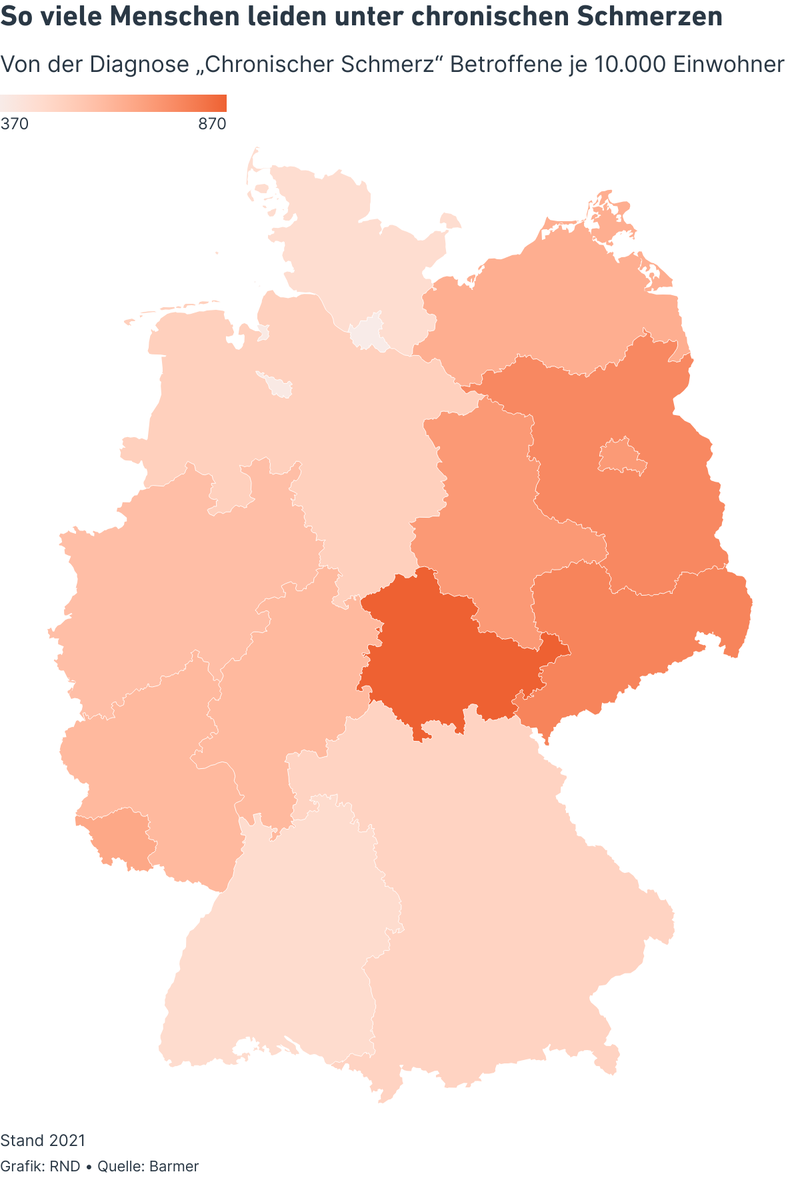 So viele Menschen leiden unter chronischen Schmerzen
Von der Diagnose „Chronischer Schmerz“ Betroffene je 10.000 Einwohner
370 870
Stand 2021
Grafik: RND • Quelle: Barmer